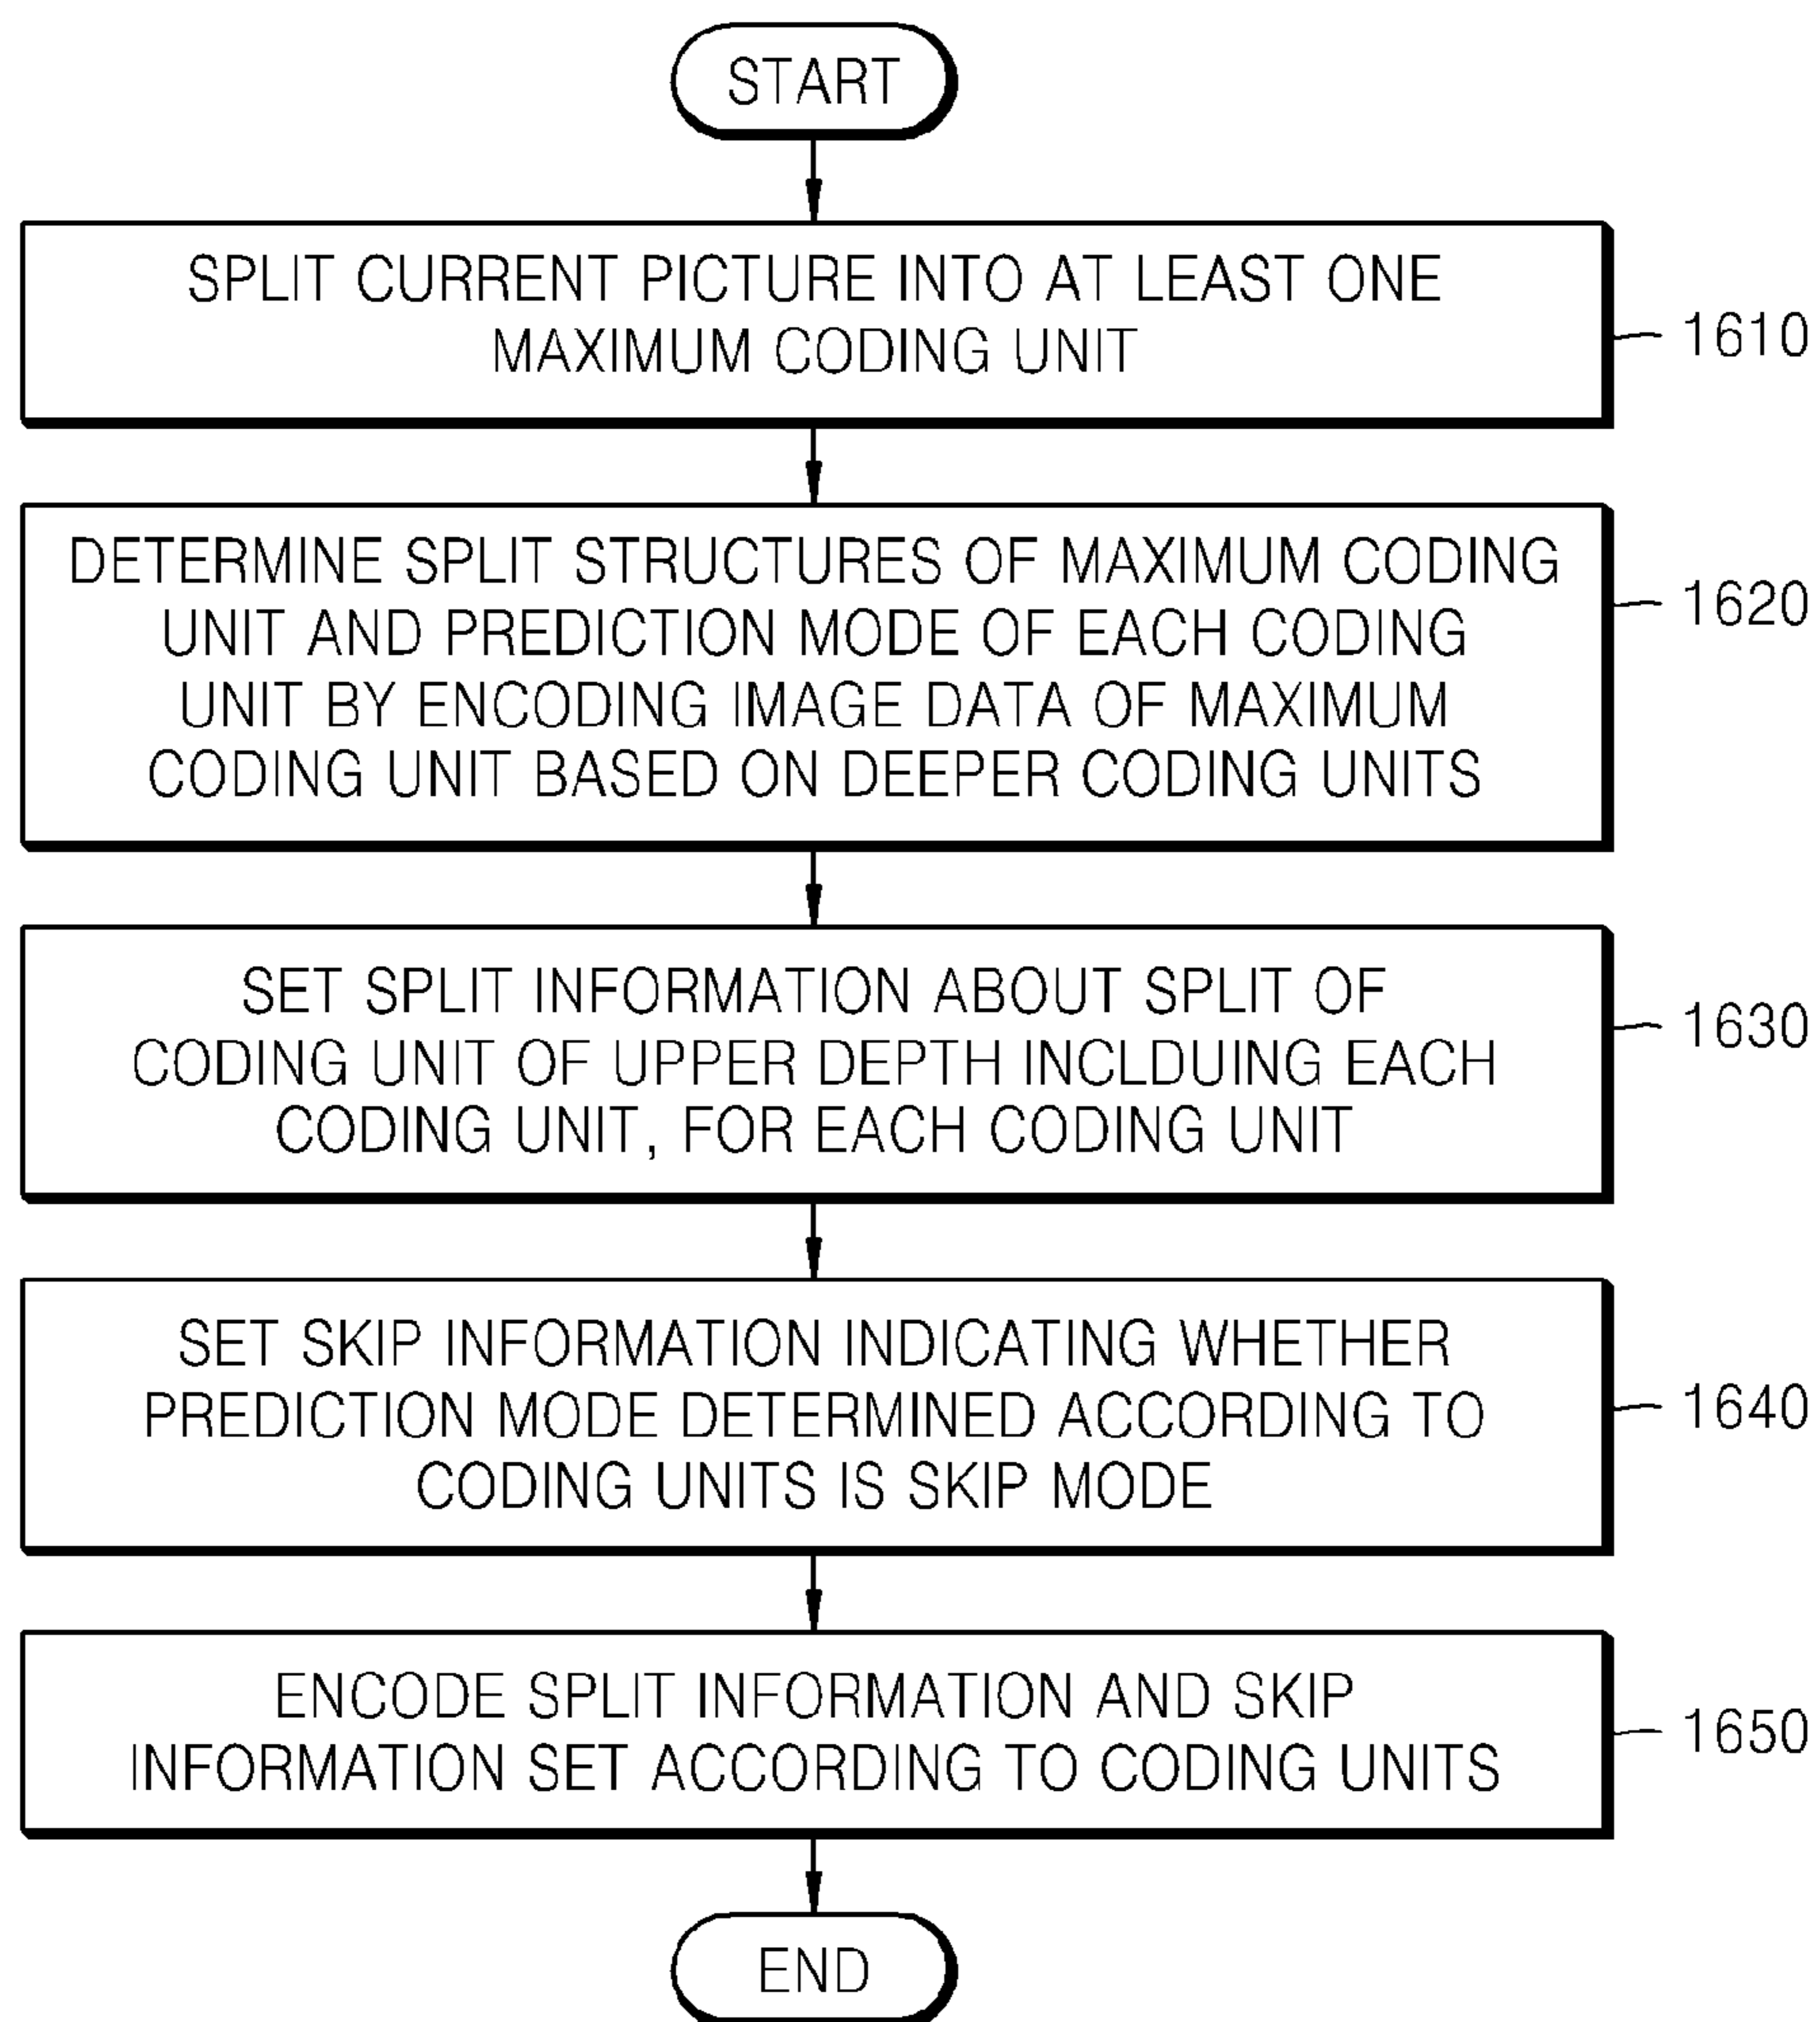 START
SPLIT CURRENT PICTURE INTO AT LEAST ONE
MAXIMUM CODING UNIT
1610
DETERMINE SPLIT STRUCTURES OF MAXIMUM CODING
UNIT AND PREDICTION MODE OF EACH CODING
UNIT BY ENCODING IMAGE DATA OF MAXIMUM
CODING UNIT BASED ON DEEPER CODING UNITS
1620
SET SPLIT INFORMATION ABOUT SPLIT OF
CODING UNIT OF UPPER DEPTH INCLDUING EACH
CODING UNIT, FOR EACH CODING UNIT
1630
SET SKIP INFORMATION INDICATING WHETHER
PREDICTION MODE DETERMINED ACCORDING TO
CODING UNITS IS SKIP MODE
1640
ENCODE SPLIT INFORMATION AND SKIP
INFORMATION SET ACCORDING TO CODING UNITS
1650
END